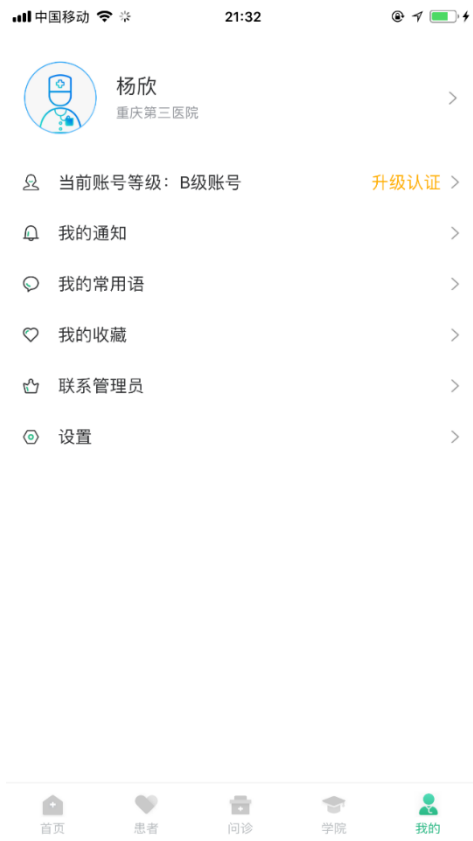 中国移动
21:32
杨欣
重庆第三医院
当前账号等级：B级账号
升级认证
我的通知
我的常用语
我的收藏
联系管理员
设置
首页
患者
问诊
学院
我的